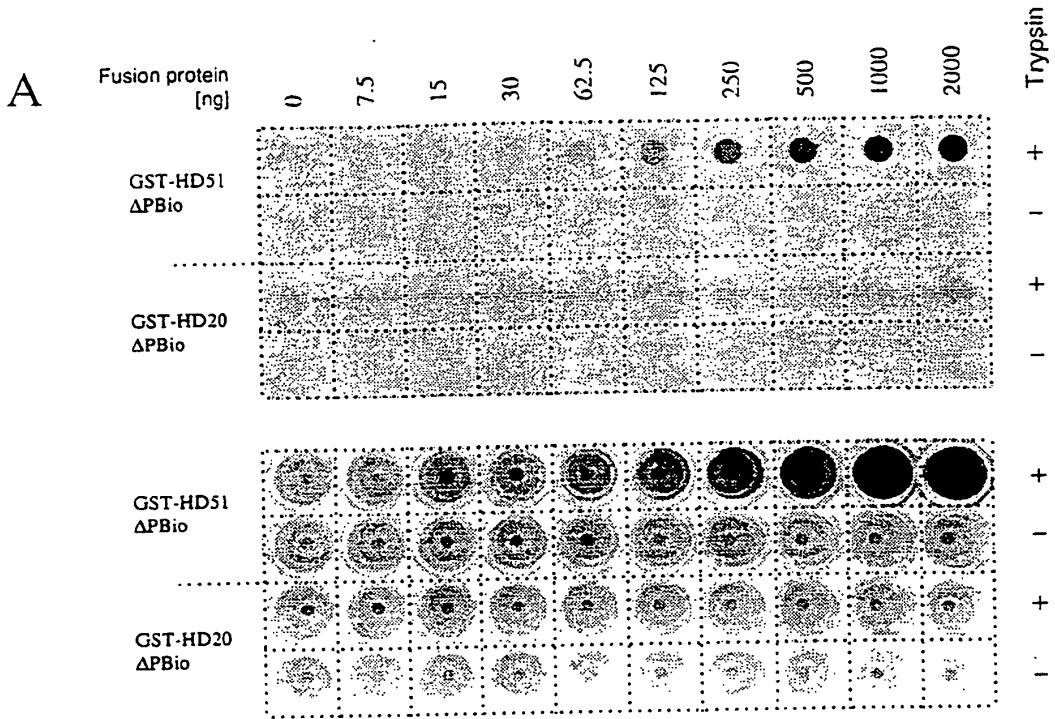 A
Fusion protein
[ng]
0 7.5 15 30 62.5 125 250 500 1000 2000
Trypsin
GST-HD51
ΔPBio
+
–
GST-HD20
ΔPBio
+
–
GST-HD51
ΔPBio
+
–
GST-HD20
ΔPBio
+
–